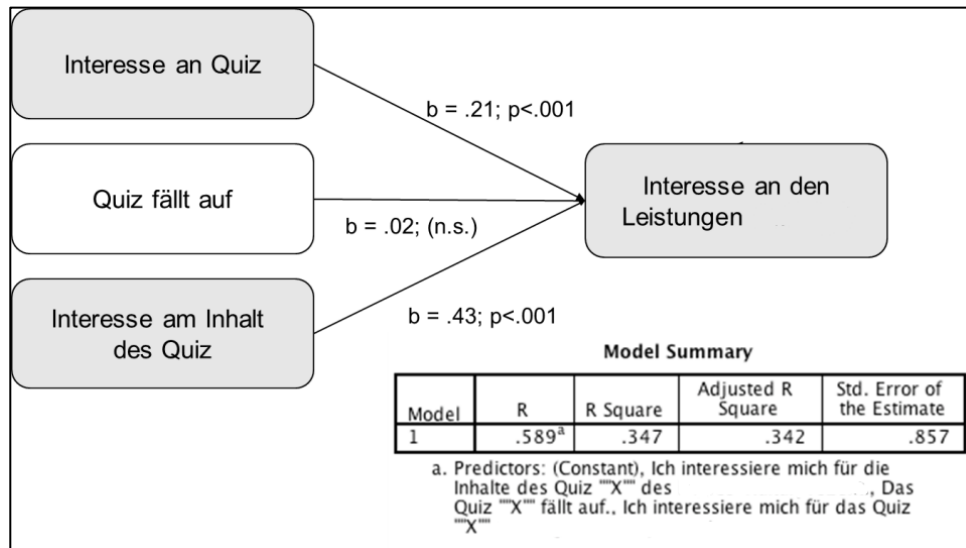 Interesse an Quiz
b = .21; p<.001
Quiz fällt auf
b = .02; (n.s.)
Interesse an den
Leistungen
Interesse am Inhalt
des Quiz
b = .43; p<.001
Model Summary
Model R R Square Adjusted R Square Std. Error of the Estimate
1 .589a .347 .342 .857
a. Predictors: (Constant), Ich interessiere mich für die
Inhalte des Quiz ""X"" des , Das
Quiz ""X"" fällt auf., Ich interessiere mich für das Quiz
""X""